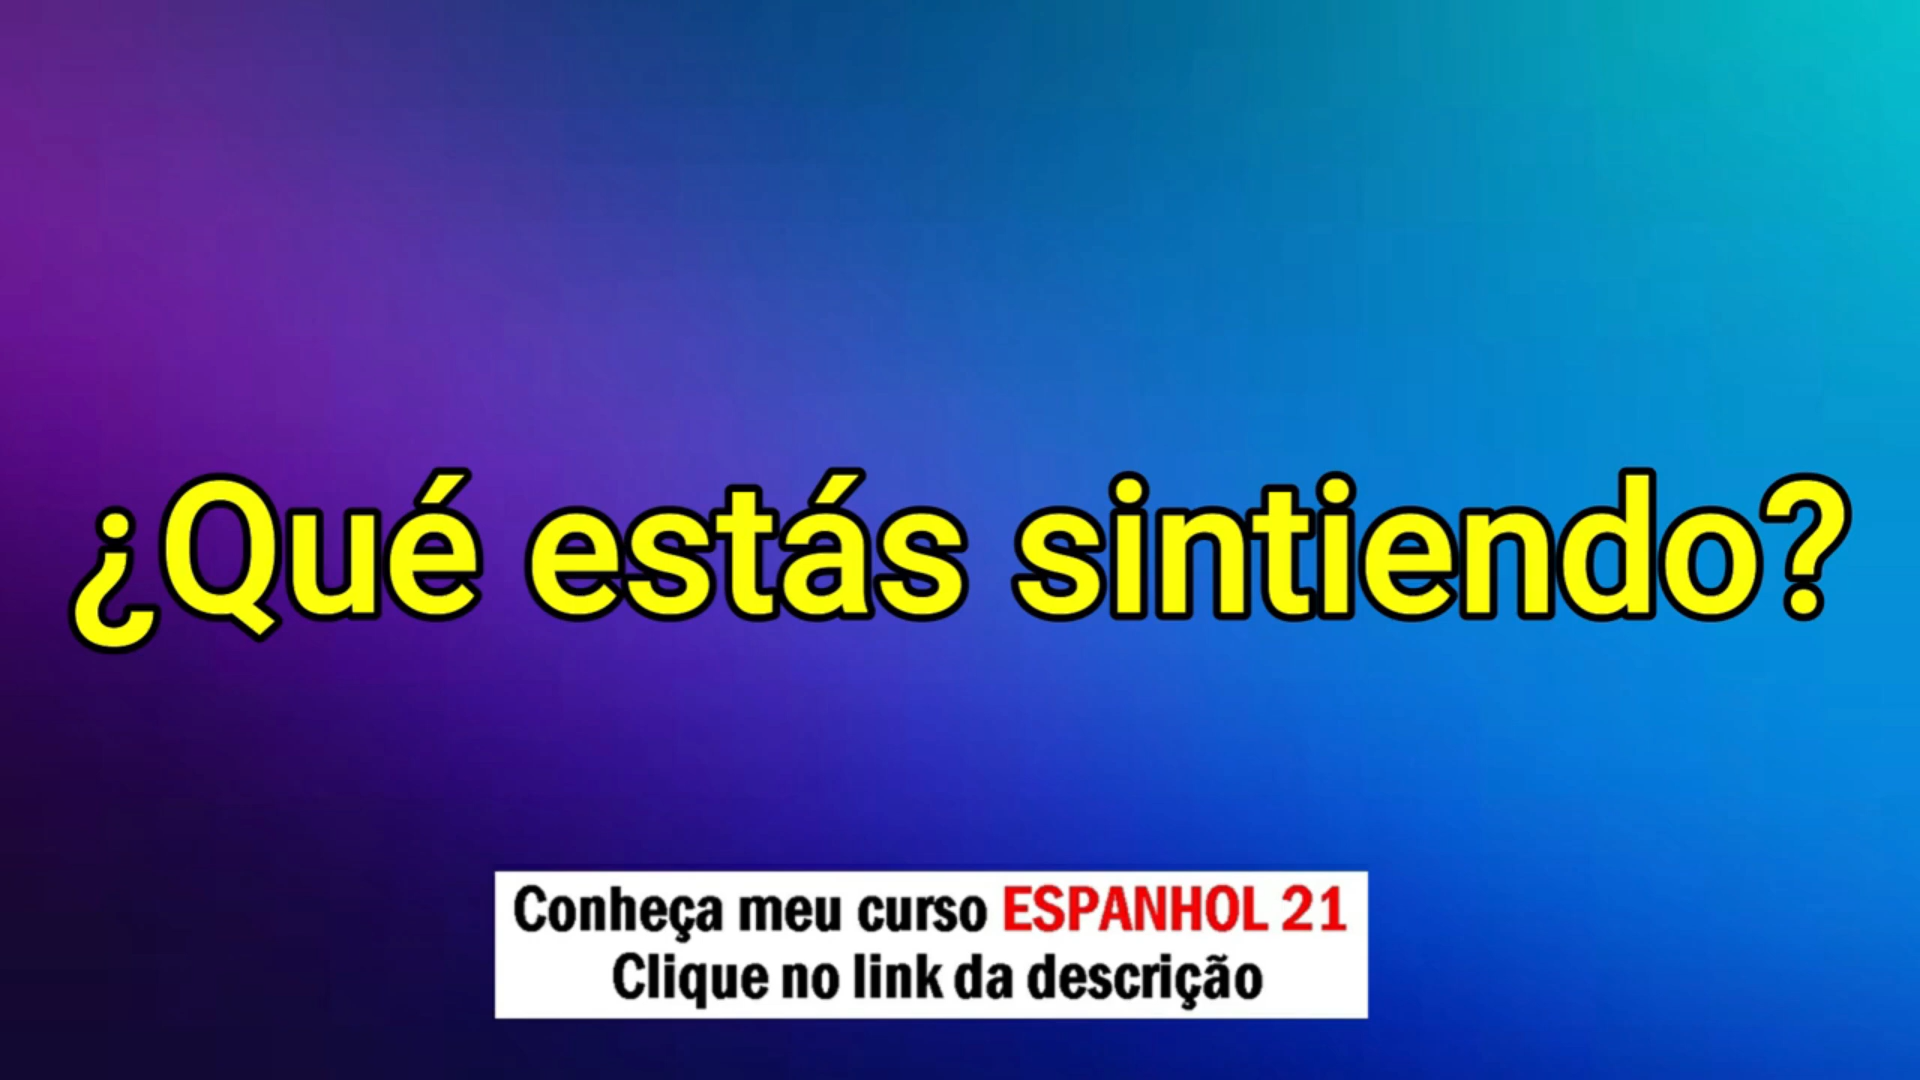 ¿Qué estás sintiendo?
Conheça meu curso ESPANHOL 21
Clique no link da descrição